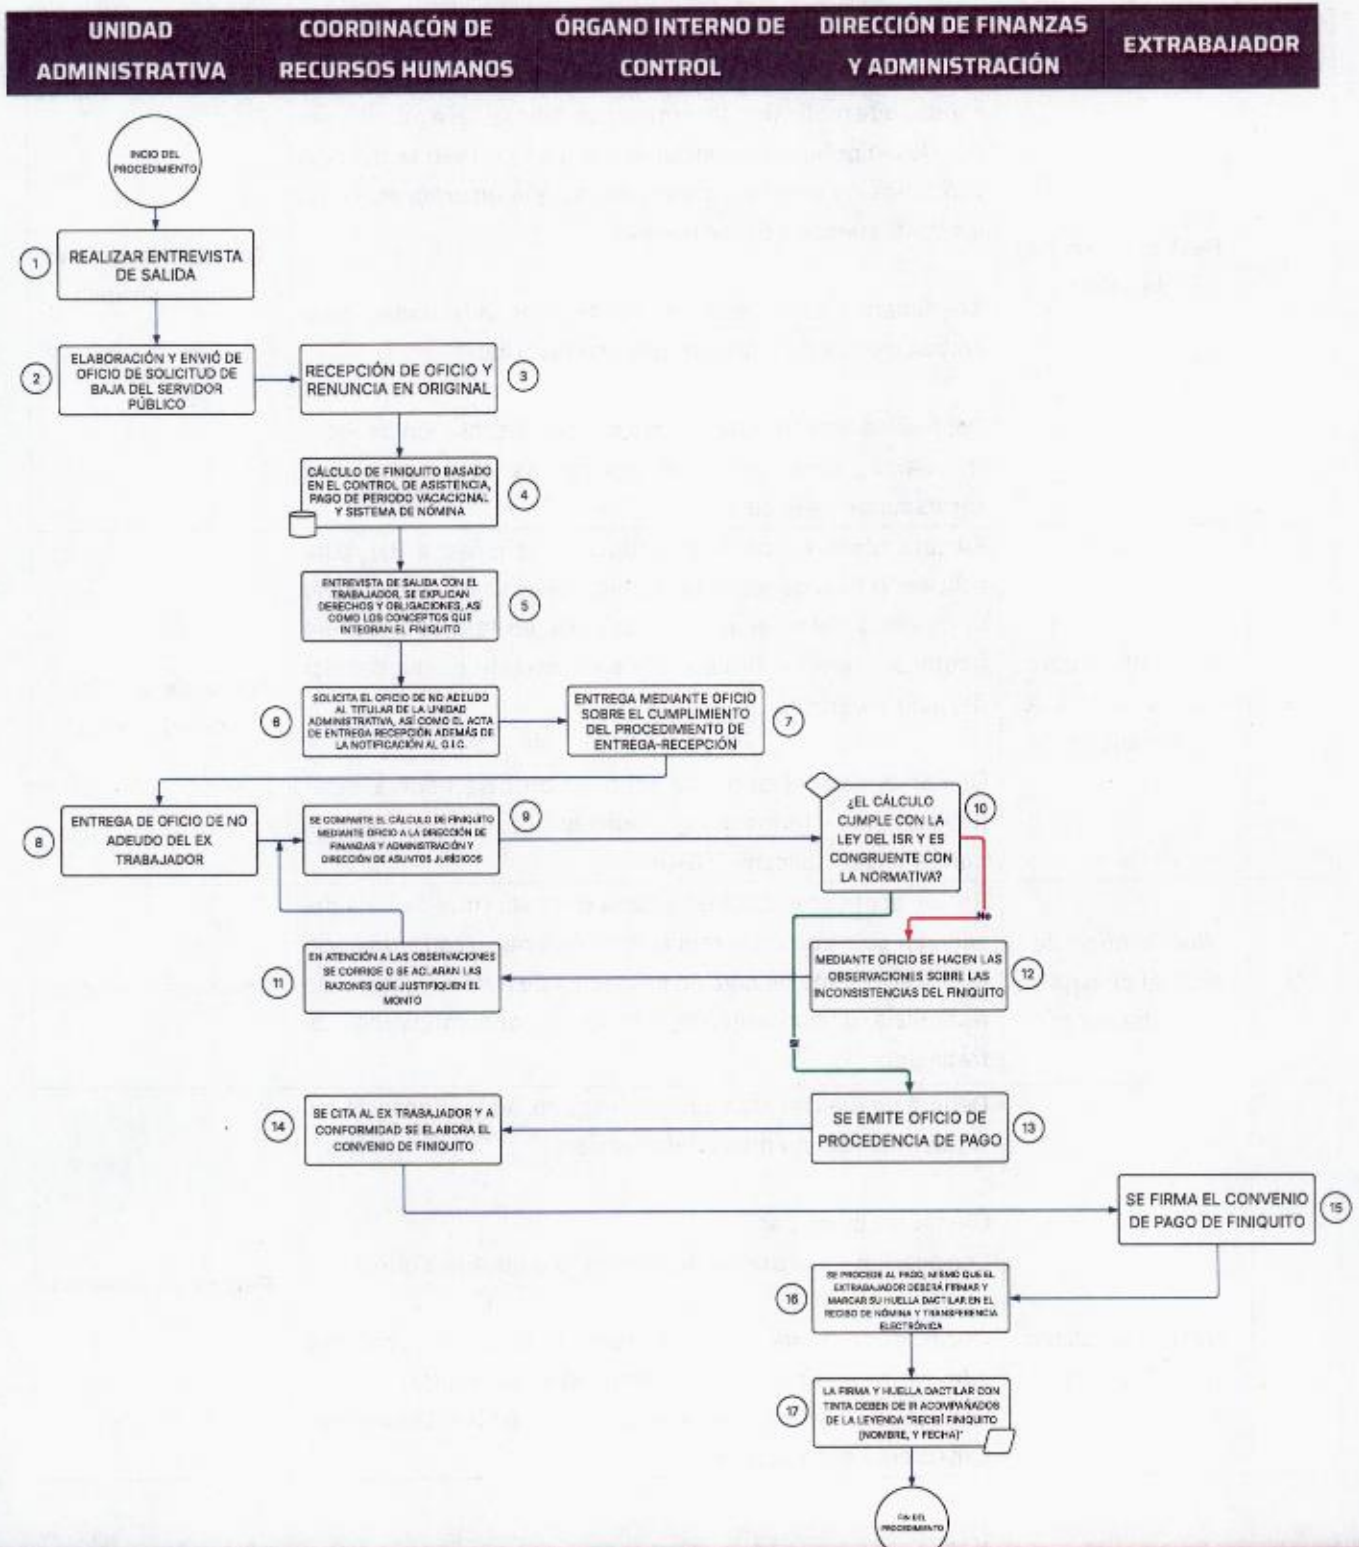 UNIDAD
ADMINISTRATIVA
COORDINACÓN DE
RECURSOS HUMANOS
ÓRGANO INTERNO DE
CONTROL
DIRECCIÓN DE FINANZAS
Y ADMINISTRACIÓN
EXTRABAJADOR
INCIO DEL
PROCEDIMIENTO
1
REALIZAR ENTREVISTA
DE SALIDA
2
ELABORACIÓN Y ENVIÓ DE
OFICIO DE SOLICITUD DE
BAJA DEL SERVIDOR
PÚBLICO
RECEPCIÓN DE OFICIO Y
RENUNCIA EN ORIGINAL
3
CÁLCULO DE FINIQUITO BASADO
EN EL CONTROL DE ASISTENCIA,
PAGO DE PERIODO VACACIONAL
Y SISTEMA DE NÓMINA
4
ENTREVISTA DE SALIDA CON EL
TRABAJADOR, SE EXPLICAN
DERECHOS Y OBLIGACIONES, ASÍ
COMO LOS CONCEPTOS QUE
INTEGRAN EL FINIQUITO
5
6
SOLICITA EL OFICIO DE NO ADEUDO
AL TITULAR DE LA UNIDAD
ADMINISTRATIVA, ASÍ COMO EL ACTA
DE ENTREGA RECEPCIÓN ADEMÁS DE
LA NOTIFICACIÓN AL O.I.C.
ENTREGA MEDIANTE OFICIO
SOBRE EL CUMPLIMIENTO
DEL PROCEDIMIENTO DE
ENTREGA-RECEPCIÓN
7
8
ENTREGA DE OFICIO DE NO
ADEUDO DEL EX
TRABAJADOR
SE COMPARTE EL CÁLCULO DE FINIQUITO
MEDIANTE OFICIO A LA DIRECCIÓN DE
FINANZAS Y ADMINISTRACIÓN Y
DIRECCIÓN DE ASUNTOS JURÍDICOS
9
¿EL CÁLCULO
CUMPLE CON LA
LEY DEL ISR Y ES
CONGRUENTE CON
LA NORMATIVA?
10
No
11
EN ATENCIÓN A LAS OBSERVACIONES
SE CORRIGE O SE ACLARAN LAS
RAZONES QUE JUSTIFIQUEN EL
MONTO
MEDIANTE OFICIO SE HACEN LAS
OBSERVACIONES SOBRE LAS
INCONSISTENCIAS DEL FINIQUITO
12
SI
14
SE CITA AL EX TRABAJADOR Y A
CONFORMIDAD SE ELABORA EL
CONVENIO DE FINIQUITO
SE EMITE OFICIO DE
PROCEDENCIA DE PAGO
13
SE FIRMA EL CONVENIO
DE PAGO DE FINIQUITO
15
16
SE PROCEDE AL PAGO, MISMO QUE EL
EXTRABAJADOR DEBERÁ FIRMAR Y
MARCAR SU HUELLA DACTILAR EN EL
RECIBO DE NÓMINA Y TRANSFERENCIA
ELECTRÓNICA
17
LA FIRMA Y HUELLA DACTILAR CON
TINTA DEBEN DE IR ACOMPAÑADOS
DE LA LEYENDA "RECIBÍ FINIQUITO
(NOMBRE, Y FECHA)"
FIN DEL
PROCEDIMIENTO